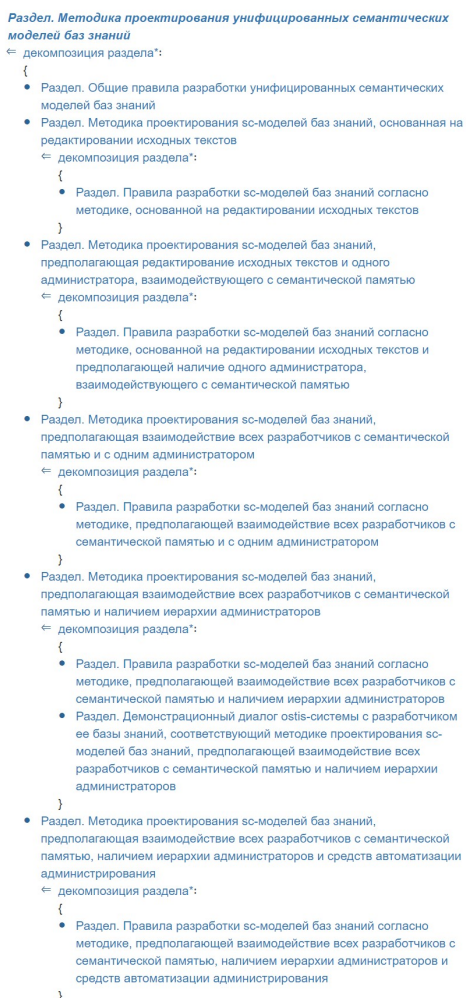 Раздел. Методика проектирования унифицированных семантических
моделей баз знаний
⇐ декомпозиция раздела*:
{
• Раздел. Общие правила разработки унифицированных семантических
моделей баз знаний
• Раздел. Методика проектирования sc-моделей баз знаний, основанная на
редактировании исходных текстов
⇐ декомпозиция раздела*:
{
• Раздел. Правила разработки sc-моделей баз знаний согласно
методике, основанной на редактировании исходных текстов
}
• Раздел. Методика проектирования sc-моделей баз знаний,
предполагающая редактирование исходных текстов и одного
администратора, взаимодействующего с семантической памятью
⇐ декомпозиция раздела*:
{
• Раздел. Правила разработки sc-моделей баз знаний согласно
методике, основанной на редактировании исходных текстов и
предполагающей наличие одного администратора,
взаимодействующего с семантической памятью
}
• Раздел. Методика проектирования sc-моделей баз знаний,
предполагающая взаимодействие всех разработчиков с семантической
памятью и с одним администратором
⇐ декомпозиция раздела*:
{
• Раздел. Правила разработки sc-моделей баз знаний согласно
методике, предполагающей взаимодействие всех разработчиков с
семантической памятью и с одним администратором
}
• Раздел. Методика проектирования sc-моделей баз знаний,
предполагающая взаимодействие всех разработчиков с семантической
памятью и наличием иерархии администраторов
⇐ декомпозиция раздела*:
{
• Раздел. Правила разработки sc-моделей баз знаний согласно
методике, предполагающей взаимодействие всех разработчиков с
семантической памятью и наличием иерархии администраторов
• Раздел. Демонстрационный диалог ostis-системы с разработчиком
ее базы знаний, соответствующий методике проектирования sc-
моделей баз знаний, предполагающей взаимодействие всех
разработчиков с семантической памятью и наличием иерархии
администраторов
}
• Раздел. Методика проектирования sc-моделей баз знаний,
предполагающая взаимодействие всех разработчиков с семантической
памятью, наличием иерархии администраторов и средств автоматизации
администрирования
⇐ декомпозиция раздела*:
{
• Раздел. Правила разработки sc-моделей баз знаний согласно
методике, предполагающей взаимодействие всех разработчиков с
семантической памятью, наличием иерархии администраторов и
средств автоматизации администрирования
}